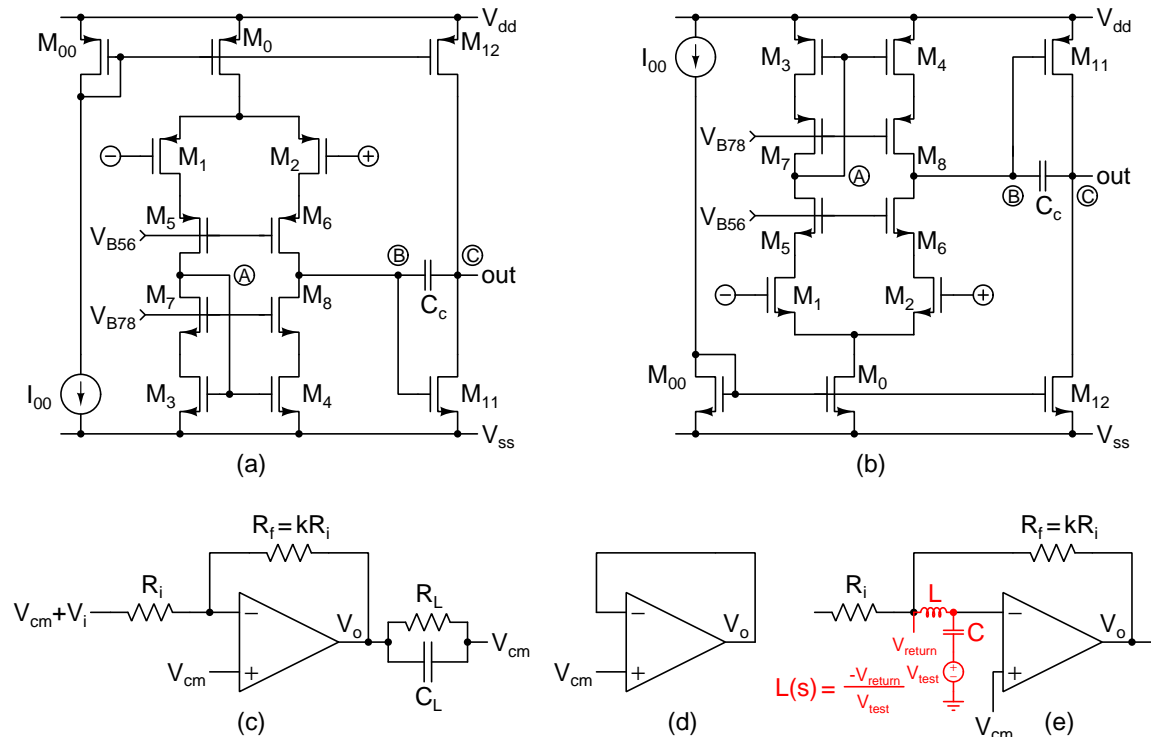 V_dd
M_00
M_0
M_12
− M_1 M_2 +
M_5 M_6
V_B56
A B C out
C_c
M_7 M_8
V_B78
I_00
M_3 M_4 M_11
V_ss
(a)
V_dd
I_00
M_3 M_4 M_11
V_B78
M_7 M_8
A B C out
C_c
V_B56
M_5 M_6
− M_1 M_2 +
M_00
M_0
M_12
V_ss
(b)
R_f=kR_i
R_i
V_cm+V_i
−
+
V_o
R_L
V_cm
C_L
V_cm
(c)
−
+
V_o
V_cm
(d)
R_f=kR_i
R_i
L
−
+
C
V_o
V_return
V_test
+
−
L(s) = -V_return / V_test
V_cm
(e)